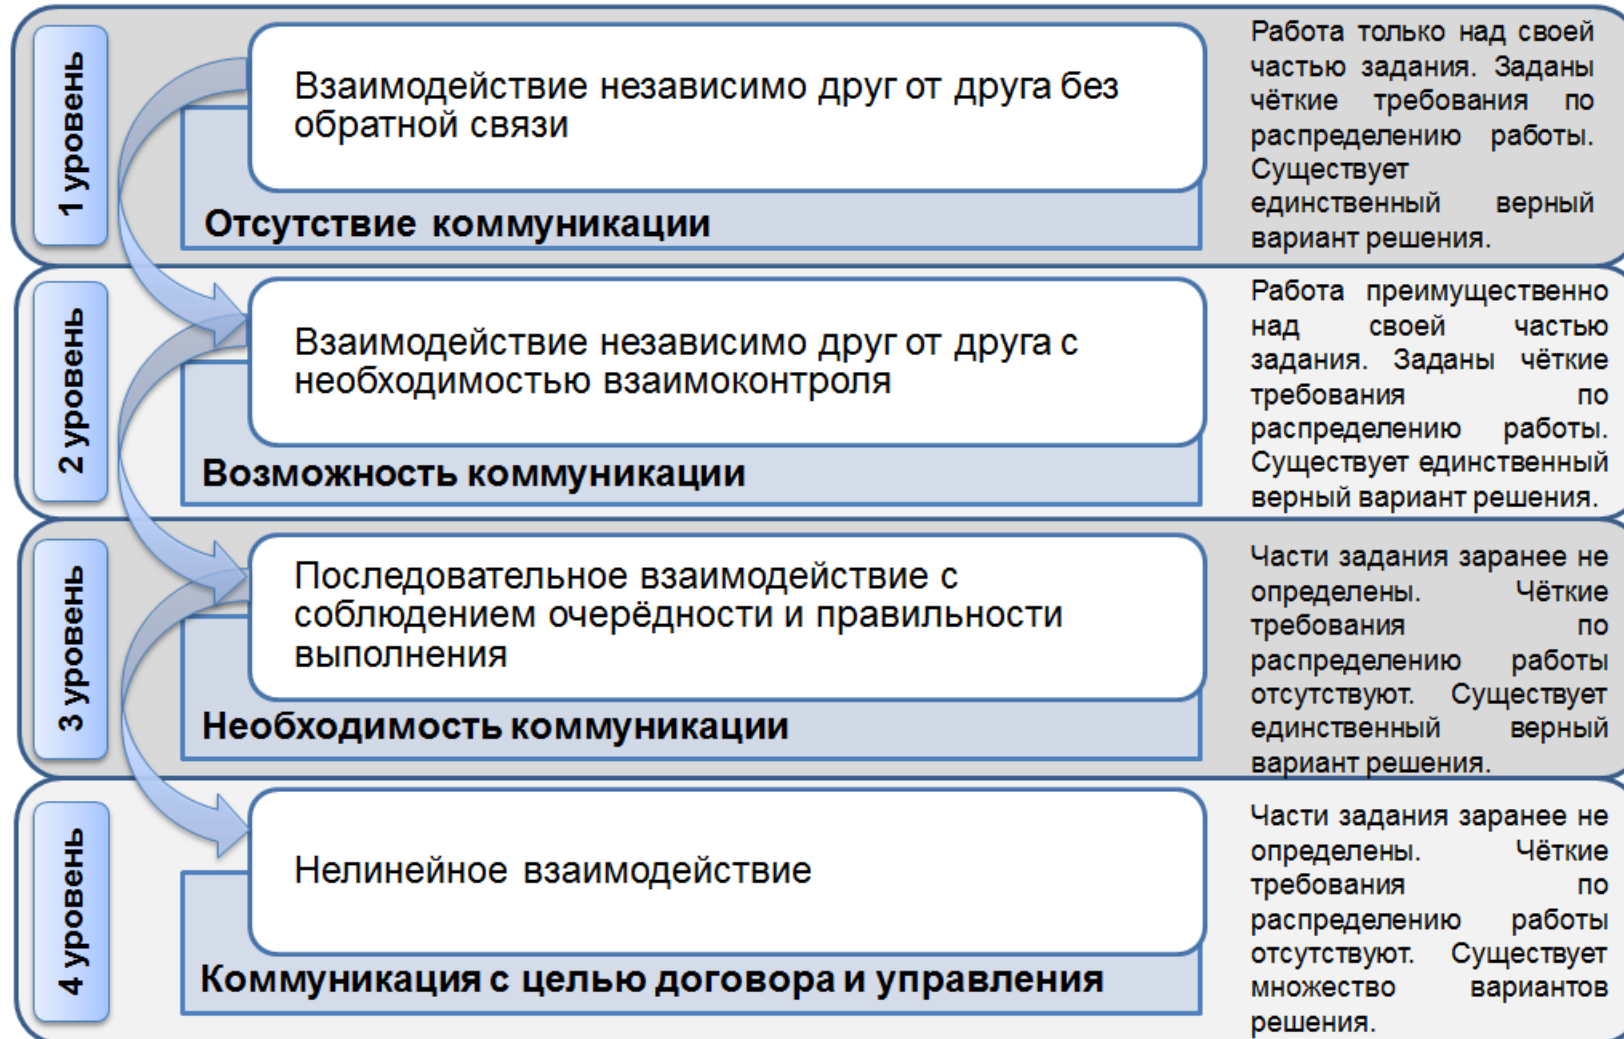 1 уровень
Взаимодействие независимо друг от друга без
обратной связи
Отсутствие коммуникации
Работа только над своей
частью задания. Заданы
чёткие требования по
распределению работы.
Существует
единственный верный
вариант решения.
2 уровень
Взаимодействие независимо друг от друга с
необходимостью взаимоконтроля
Возможность коммуникации
Работа преимущественно
над своей частью
задания. Заданы чёткие
требования по
распределению работы.
Существует единственный
верный вариант решения.
3 уровень
Последовательное взаимодействие с
соблюдением очерёдности и правильности
выполнения
Необходимость коммуникации
Части задания заранее не
определены. Чёткие
требования по
распределению работы
отсутствуют. Существует
единственный верный
вариант решения.
4 уровень
Нелинейное взаимодействие
Коммуникация с целью договора и управления
Части задания заранее не
определены. Чёткие
требования по
распределению работы
отсутствуют. Существует
множество вариантов
решения.